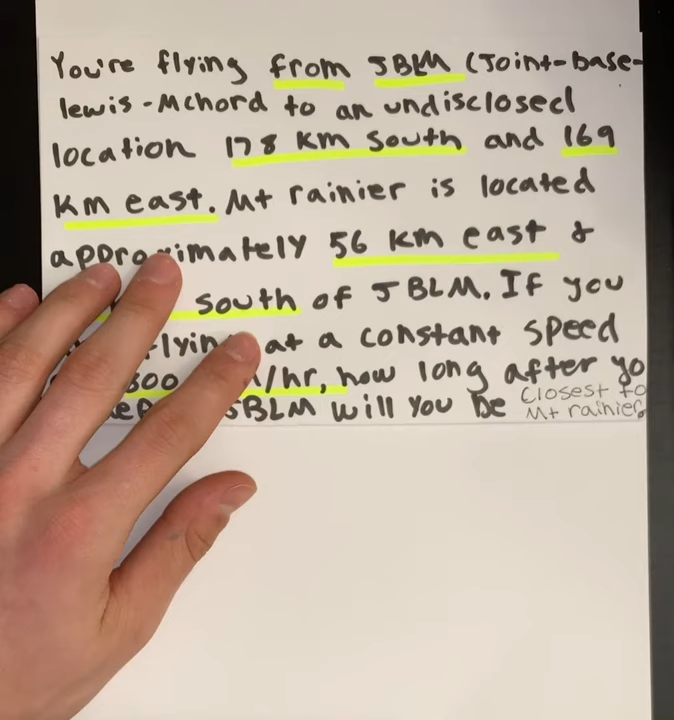 You're flying from JBLM (Joint-base-
lewis-Mchord to an undisclosed
location 178 km south and 169
km east. Mt rainier is located
approximately 56 km east &
south of JBLM. If you
at a constant speed
how long after yo
JBLM will you be closest to
Mt rainier